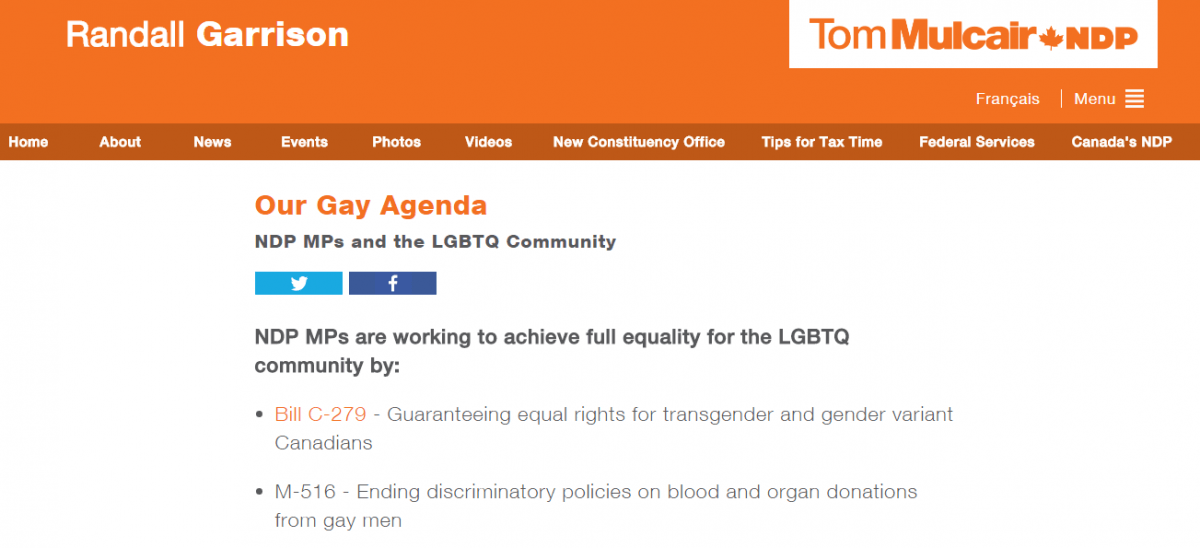 Randall Garrison
Tom Mulcair NDP
Français Menu
Home About News Events Photos Videos New Constituency Office Tips for Tax Time Federal Services Canada's NDP
Our Gay Agenda
NDP MPs and the LGBTQ Community
NDP MPs are working to achieve full equality for the LGBTQ
community by:
• Bill C-279 - Guaranteeing equal rights for transgender and gender variant
Canadians
• M-516 - Ending discriminatory policies on blood and organ donations
from gay men